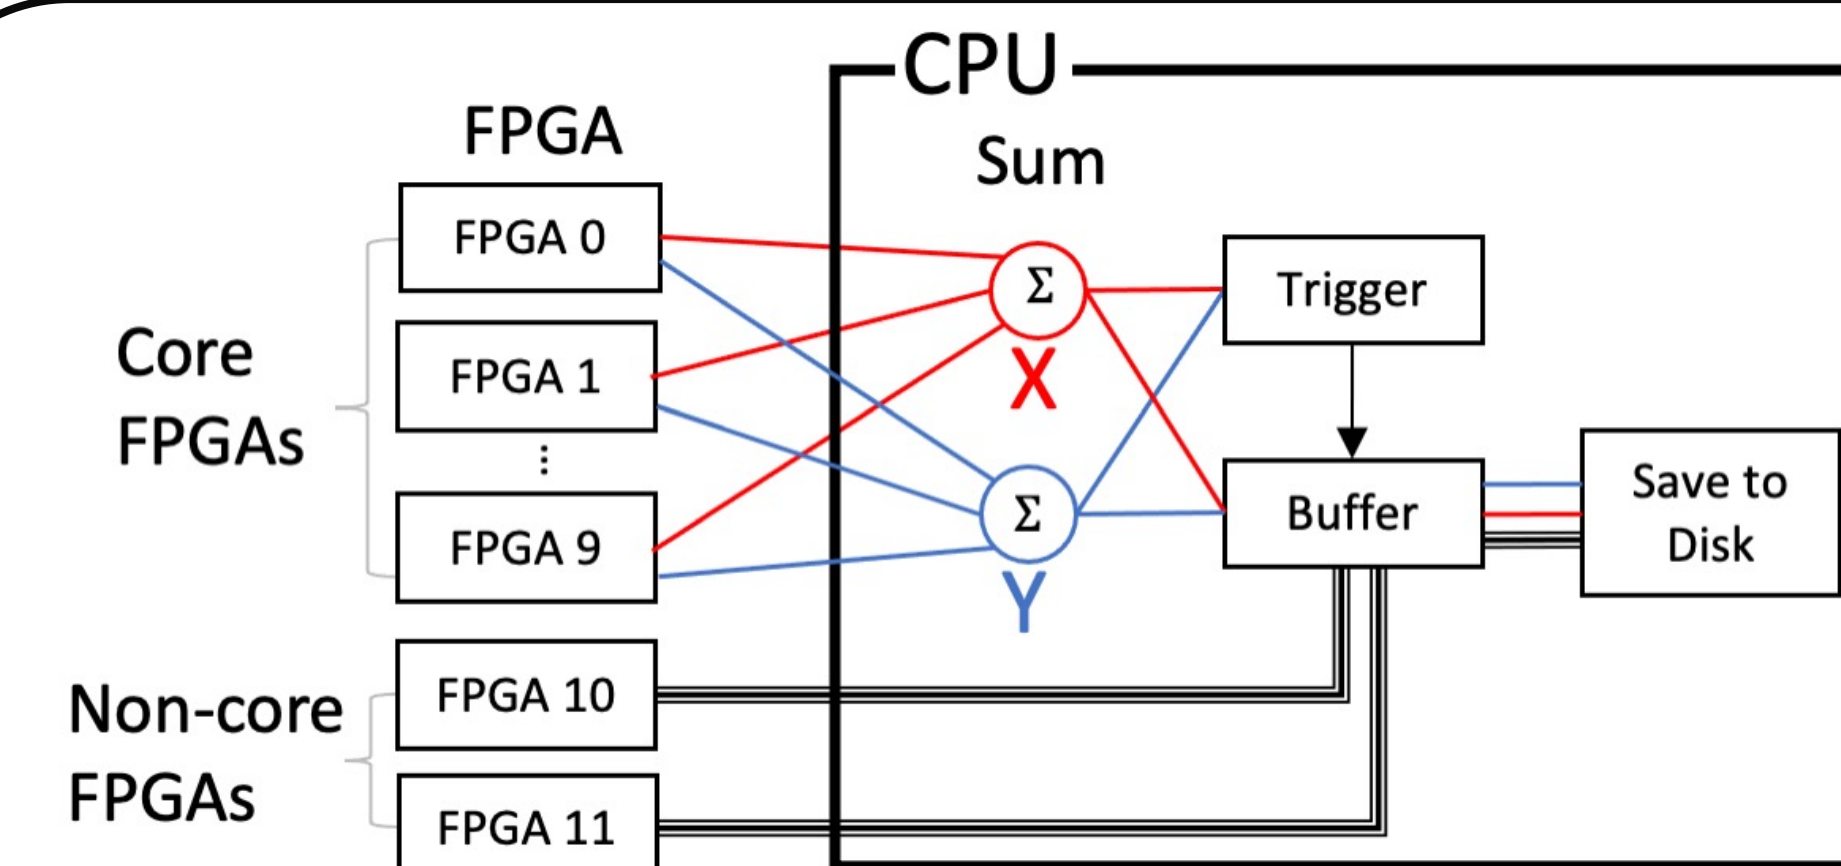 CPU
FPGA
Sum
FPGA 0
Σ
Trigger
X
Core
FPGAs
FPGA 1
⋮
FPGA 9
Σ
Y
Buffer
Save to
Disk
Non-core
FPGAs
FPGA 10
FPGA 11